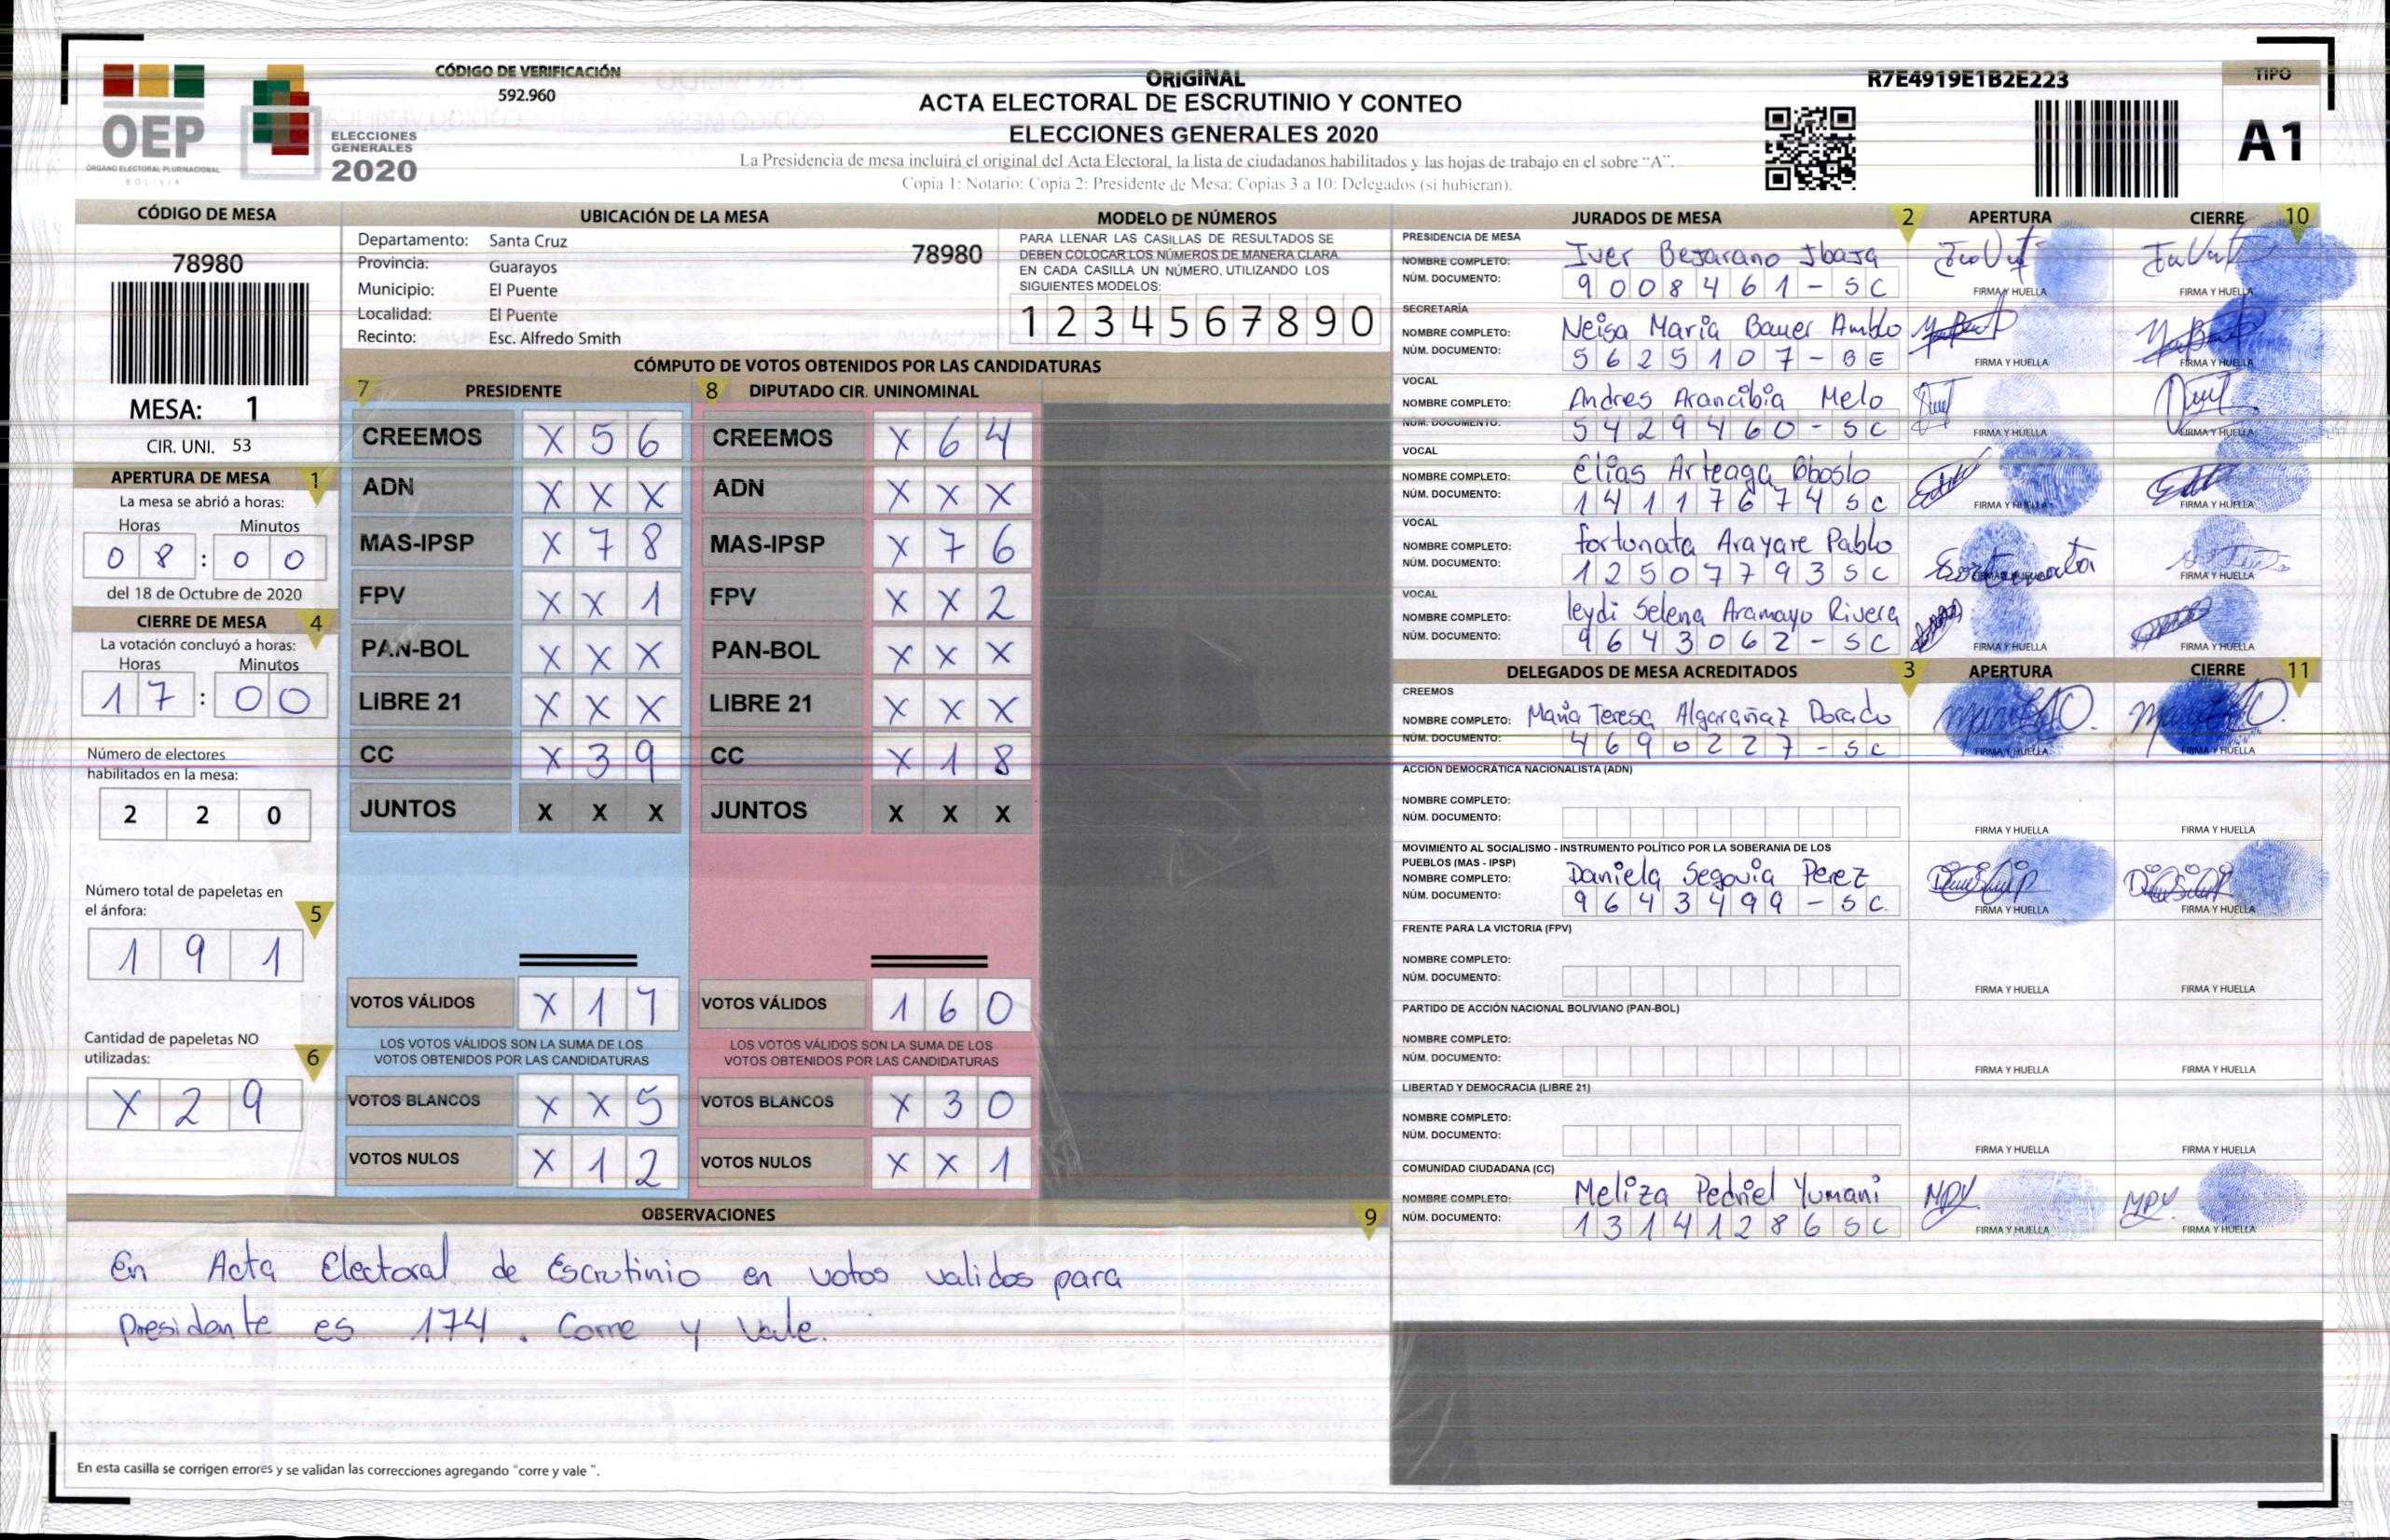 OEP
ÓRGANO ELECTORAL PLURINACIONAL
BOLIVIA
ELECCIONES
GENERALES
2020
CÓDIGO DE VERIFICACIÓN
592.960
ORIGINAL
ACTA ELECTORAL DE ESCRUTINIO Y CONTEO
ELECCIONES GENERALES 2020
La Presidencia de mesa incluirá el original del Acta Electoral, la lista de ciudadanos habilitados y las hojas de trabajo en el sobre "A".
Copia 1: Notario: Copia 2: Presidente de Mesa: Copias 3 a 10: Delegados (si hubieran).
R7E4919E1B2E223
TIPO
A1
CÓDIGO DE MESA
78980
MESA: 1
CIR. UNI. 53
APERTURA DE MESA 1
La mesa se abrió a horas:
Horas Minutos
0 8 : 0 0
del 18 de Octubre de 2020
CIERRE DE MESA 4
La votación concluyó a horas:
Horas Minutos
1 7 : 0 0
Número de electores
habilitados en la mesa:
2 2 0
Número total de papeletas en
el ánfora:
5
1 9 1
Cantidad de papeletas NO
utilizadas:
6
X 2 9
UBICACIÓN DE LA MESA
Departamento: Santa Cruz 78980
Provincia: Guarayos
Municipio: El Puente
Localidad: El Puente
Recinto: Esc. Alfredo Smith
MODELO DE NÚMEROS
PARA LLENAR LAS CASILLAS DE RESULTADOS SE
DEBEN COLOCAR LOS NÚMEROS DE MANERA CLARA
EN CADA CASILLA UN NÚMERO, UTILIZANDO LOS
SIGUIENTES MODELOS:
1 2 3 4 5 6 7 8 9 0
CÓMPUTO DE VOTOS OBTENIDOS POR LAS CANDIDATURAS
7 PRESIDENTE
CREEMOS X 5 6
ADN X X X
MAS-IPSP X 7 8
FPV X X 1
PAN-BOL X X X
LIBRE 21 X X X
CC X 3 9
JUNTOS X X X
VOTOS VÁLIDOS X 1 7
LOS VOTOS VÁLIDOS SON LA SUMA DE LOS
VOTOS OBTENIDOS POR LAS CANDIDATURAS
VOTOS BLANCOS X X 5
VOTOS NULOS X 1 2
8 DIPUTADO CIR. UNINOMINAL
CREEMOS X 6 4
ADN X X X
MAS-IPSP X 7 6
FPV X X 2
PAN-BOL X X X
LIBRE 21 X X X
CC X 1 8
JUNTOS X X X
VOTOS VÁLIDOS 1 6 0
LOS VOTOS VÁLIDOS SON LA SUMA DE LOS
VOTOS OBTENIDOS POR LAS CANDIDATURAS
VOTOS BLANCOS X 3 0
VOTOS NULOS X X 1
OBSERVACIONES 9
En Acta Electoral de Escrutinio en votos validos para
presidante es 174. Corre y Vale.
En esta casilla se corrigen errores y se validan las correcciones agregando "corre y vale ".
JURADOS DE MESA 2 APERTURA CIERRE 10
PRESIDENCIA DE MESA
NOMBRE COMPLETO: Iver Bejarano Ibaja
NÚM. DOCUMENTO: 9008461-SC
FIRMA Y HUELLA FIRMA Y HUELLA
SECRETARÍA
NOMBRE COMPLETO: Neisa Maria Bauer Amblo
NÚM. DOCUMENTO: 5625107-BE
FIRMA Y HUELLA FIRMA Y HUELLA
VOCAL
NOMBRE COMPLETO: Andres Arancibia Melo
NÚM. DOCUMENTO: 5429460-SC
FIRMA Y HUELLA FIRMA Y HUELLA
VOCAL
NOMBRE COMPLETO: Elias Arteaga Oboslo
NÚM. DOCUMENTO: 14117674SC
FIRMA Y HUELLA FIRMA Y HUELLA
VOCAL
NOMBRE COMPLETO: fortunata Arayare Pablo
NÚM. DOCUMENTO: 12507793SC
Fortunata
FIRMA Y HUELLA FIRMA Y HUELLA
VOCAL
NOMBRE COMPLETO: leydi Selena Aramayo Rivera
NÚM. DOCUMENTO: 9643062-SC
FIRMA Y HUELLA FIRMA Y HUELLA
DELEGADOS DE MESA ACREDITADOS 3 APERTURA CIERRE 11
CREEMOS
NOMBRE COMPLETO: Maria Teresa Algarañaz Dorado
NÚM. DOCUMENTO: 4690227-SC
FIRMA Y HUELLA FIRMA Y HUELLA
ACCIÓN DEMOCRÁTICA NACIONALISTA (ADN)
NOMBRE COMPLETO:
NÚM. DOCUMENTO:
FIRMA Y HUELLA FIRMA Y HUELLA
MOVIMIENTO AL SOCIALISMO - INSTRUMENTO POLÍTICO POR LA SOBERANIA DE LOS
PUEBLOS (MAS - IPSP)
NOMBRE COMPLETO: Daniela Segovia Perez
NÚM. DOCUMENTO: 9643499-SC
FIRMA Y HUELLA FIRMA Y HUELLA
FRENTE PARA LA VICTORIA (FPV)
NOMBRE COMPLETO:
NÚM. DOCUMENTO:
FIRMA Y HUELLA FIRMA Y HUELLA
PARTIDO DE ACCIÓN NACIONAL BOLIVIANO (PAN-BOL)
NOMBRE COMPLETO:
NÚM. DOCUMENTO:
FIRMA Y HUELLA FIRMA Y HUELLA
LIBERTAD Y DEMOCRACIA (LIBRE 21)
NOMBRE COMPLETO:
NÚM. DOCUMENTO:
FIRMA Y HUELLA FIRMA Y HUELLA
COMUNIDAD CIUDADANA (CC)
NOMBRE COMPLETO: Meliza Pedriel Yumani
NÚM. DOCUMENTO: 13141286SC
MPY MPY
FIRMA Y HUELLA FIRMA Y HUELLA